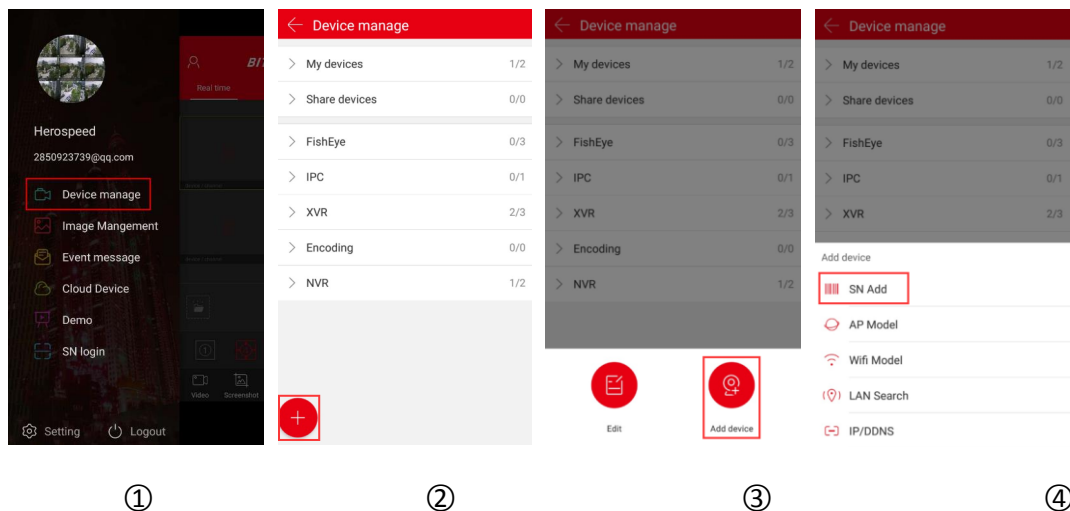 Herospeed
2850923739@qq.com
Device manage
Image Mangement
Event message
Cloud Device
Demo
SN login
Setting
Logout
BIT
Real time
Video
Screenshot
①
Device manage
My devices 1/2
Share devices 0/0
FishEye 0/3
IPC 0/1
XVR 2/3
Encoding 0/0
NVR 1/2
②
Device manage
My devices 1/2
Share devices 0/0
FishEye 0/3
IPC 0/1
XVR 2/3
Encoding 0/0
NVR 1/2
Edit
Add device
③
Device manage
My devices 1/2
Share devices 0/0
FishEye 0/3
IPC 0/1
XVR 2/3
Add device
SN Add
AP Model
Wifi Model
LAN Search
IP/DDNS
④